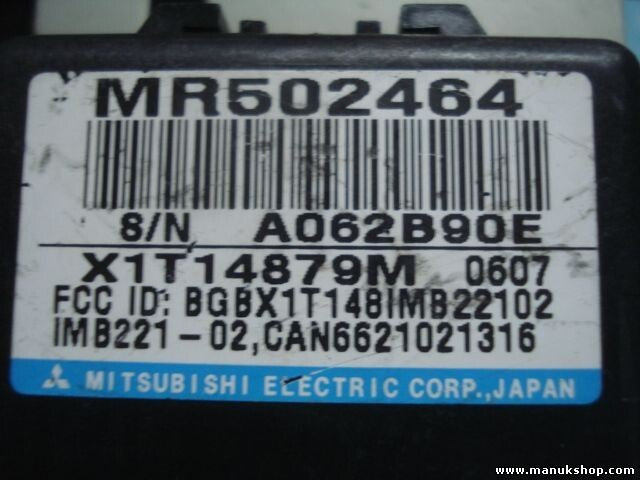 MR502464
S/N A062B90E
X1T14879M 0607
FCC ID: BGBX1T148IMB22102
IMB221-02,CAN6621021316
MITSUBISHI ELECTRIC CORP.,JAPAN
www.manukshop.com